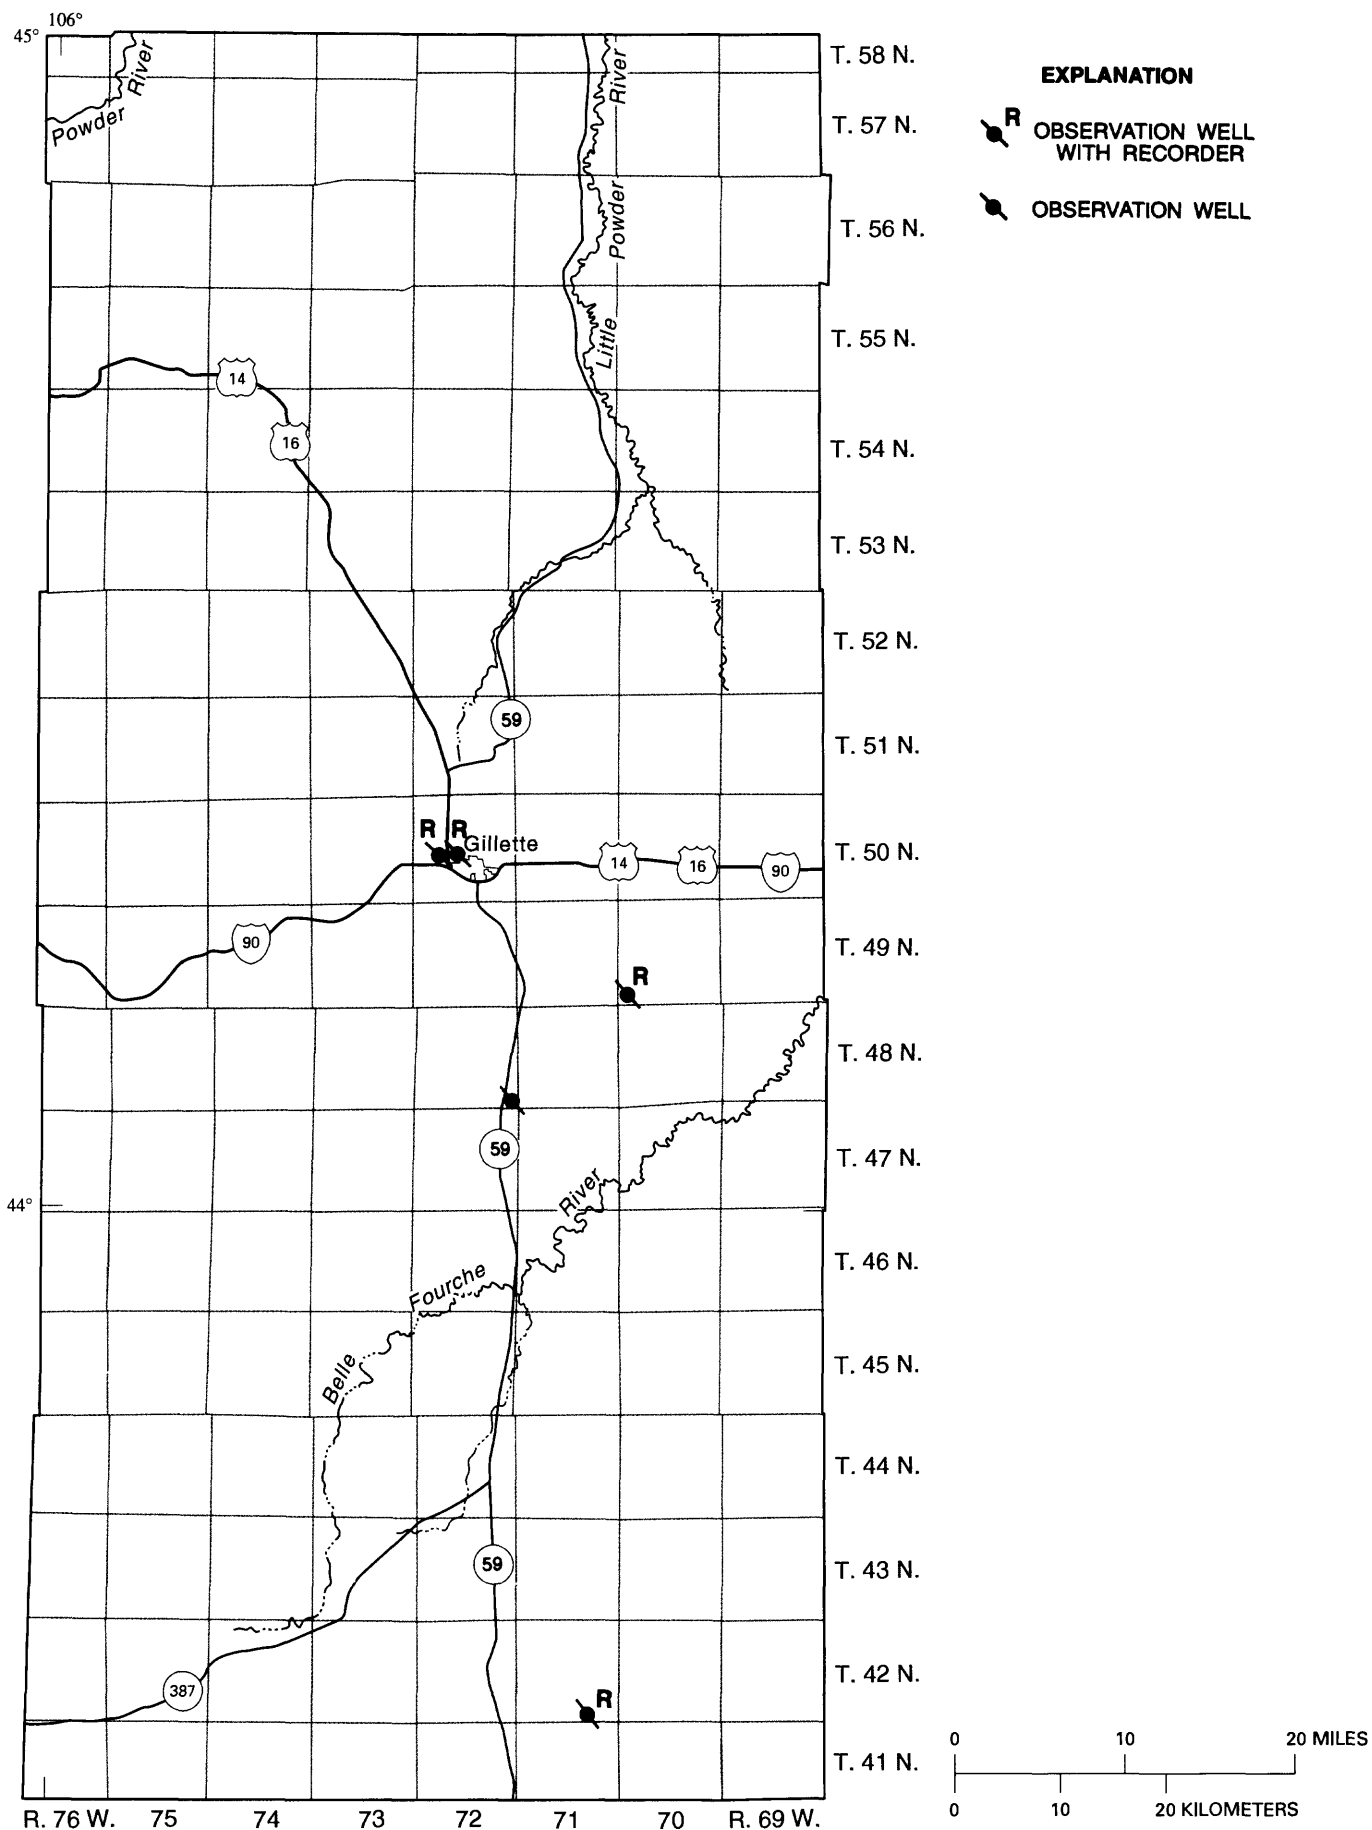 106°
45°
Powder River
River
Powder
Little
T. 58 N.
T. 57 N.
T. 56 N.
T. 55 N.
T. 54 N.
T. 53 N.
T. 52 N.
T. 51 N.
T. 50 N.
T. 49 N.
T. 48 N.
T. 47 N.
T. 46 N.
T. 45 N.
T. 44 N.
T. 43 N.
T. 42 N.
T. 41 N.
EXPLANATION
R OBSERVATION WELL
WITH RECORDER
OBSERVATION WELL
14
16
59
R R
Gillette
14
16
90
90
R
59
44°
River
Fourche
Belle
59
387
R
R. 76 W. 75 74 73 72 71 70 R. 69 W.
0 10 20 MILES
0 10 20 KILOMETERS